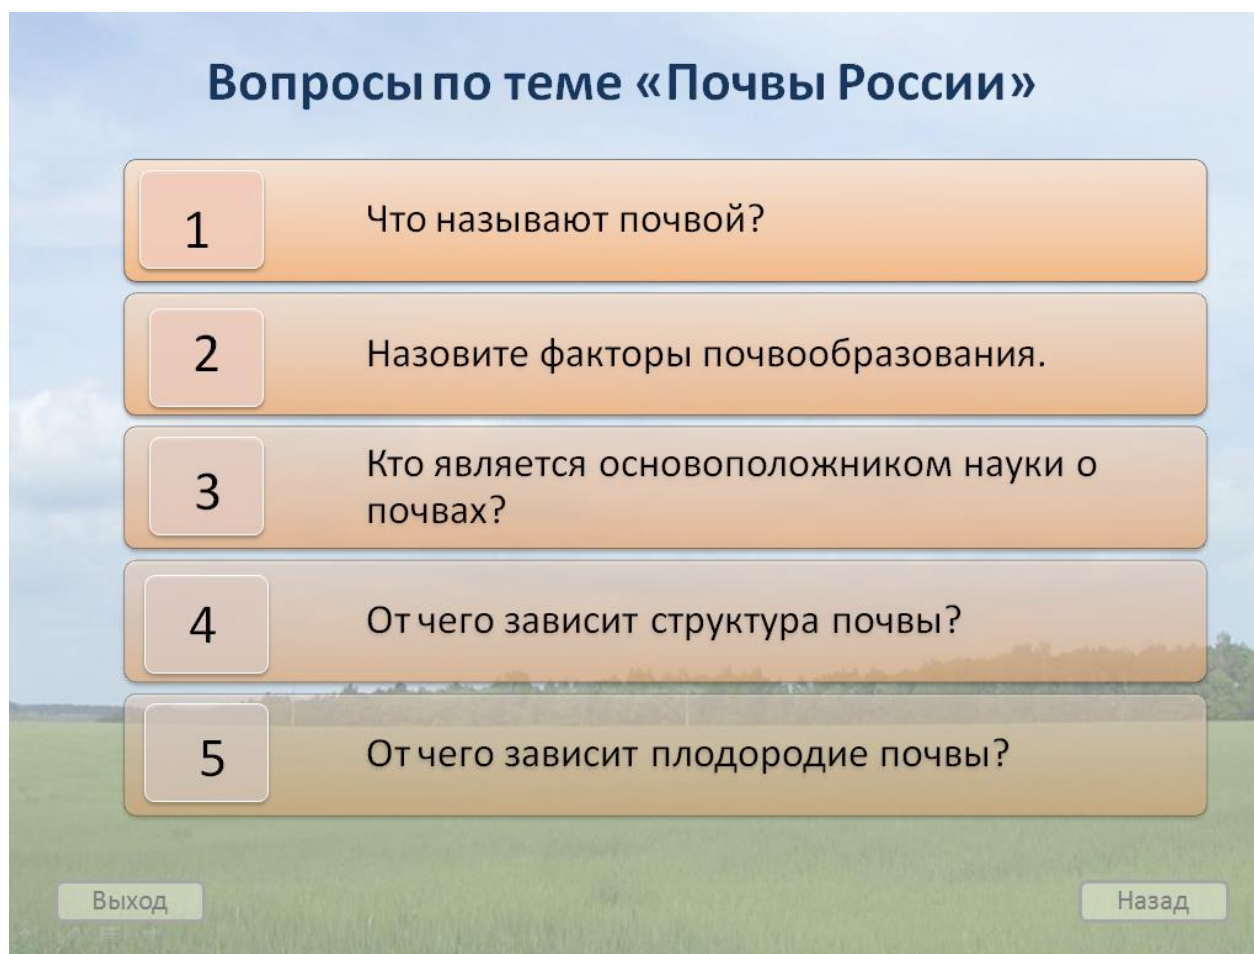 Вопросы по теме «Почвы России»
1
Что называют почвой?
2
Назовите факторы почвообразования.
3
Кто является основоположником науки о
почвах?
4
От чего зависит структура почвы?
5
От чего зависит плодородие почвы?
Выход
Назад